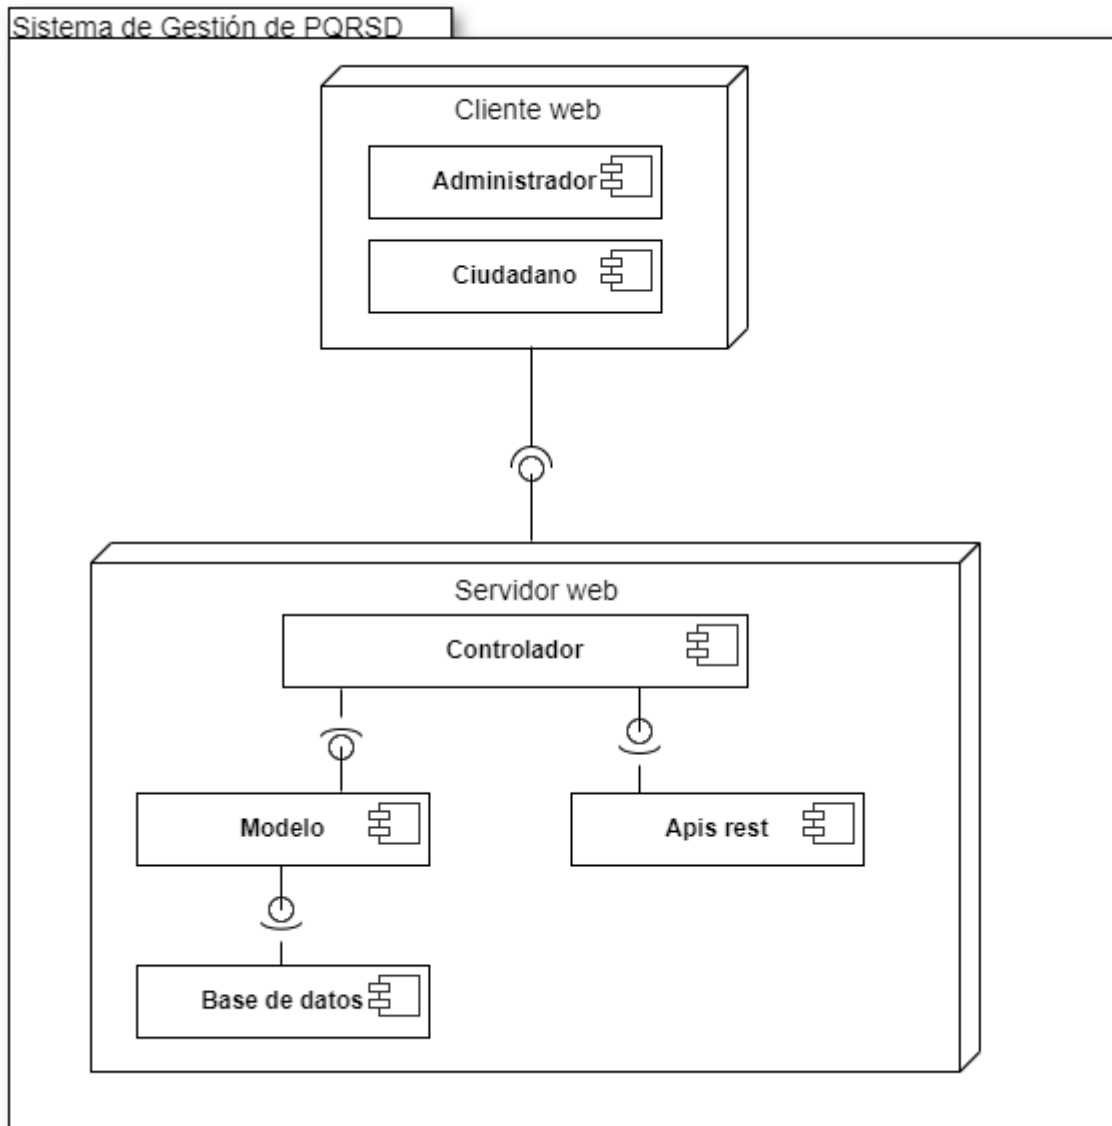 Sistema de Gestión de PQRSD
Cliente web
Administrador
Ciudadano
Servidor web
Controlador
Modelo
Apis rest
Base de datos